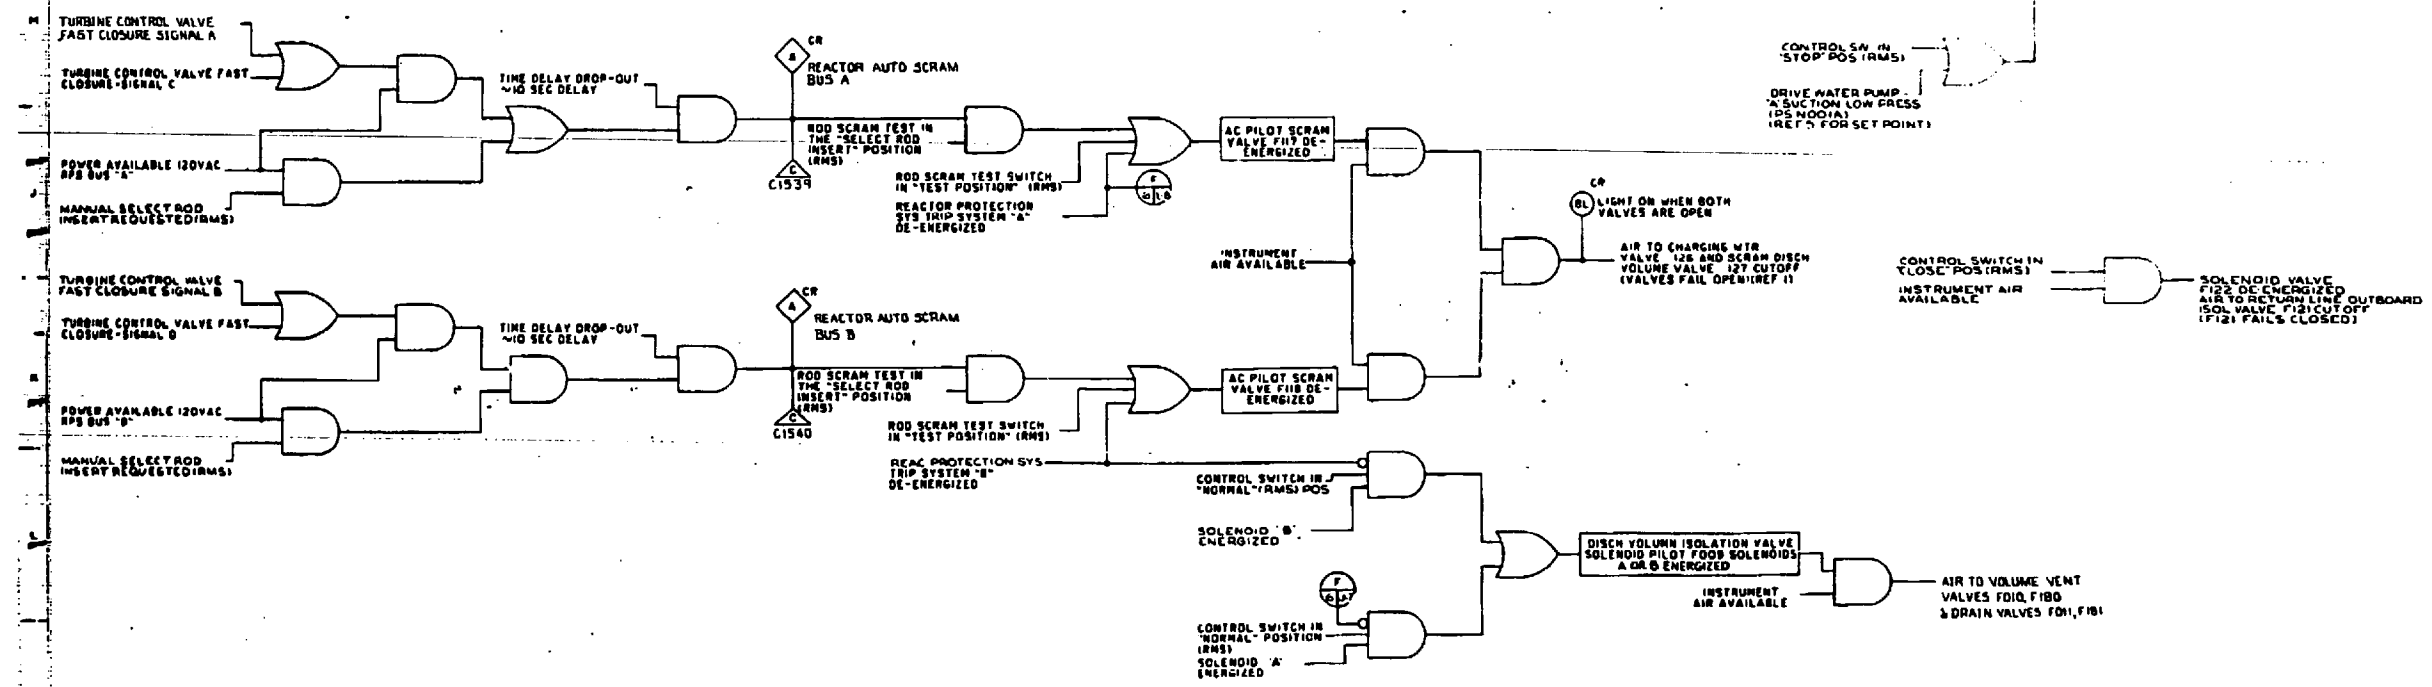 M
TURBINE CONTROL VALVE
FAST CLOSURE SIGNAL A
TURBINE CONTROL VALVE FAST
CLOSURE-SIGNAL C
POWER AVAILABLE 120VAC
RPS BUS "A"
MANUAL SELECT ROD
INSERT REQUESTED(RMS)
J
TIME DELAY DROP-OUT
~10 SEC DELAY
CR
A
REACTOR AUTO SCRAM
BUS A
ROD SCRAM TEST IN
THE "SELECT ROD
INSERT" POSITION
(RMS)
C
C1539
ROD SCRAM TEST SWITCH
IN "TEST POSITION" (RMS)
REACTOR PROTECTION
SYS TRIP SYSTEM "A"
DE-ENERGIZED
F
AC PILOT SCRAM
VALVE F117 DE-
ENERGIZED
INSTRUMENT
AIR AVAILABLE
CR
BL
LIGHT ON WHEN BOTH
VALVES ARE OPEN
AIR TO CHARGING WTR
VALVE 126 AND SCRAM DISCH
VOLUME VALVE 127 CUTOFF
(VALVES FAIL OPEN)(REF 1)
CONTROL SW. IN
"STOP" POS (RMS)
DRIVE WATER PUMP
"A" SUCTION LOW PRESS
(PS N001A)
(REF 5 FOR SET POINT)
CONTROL SWITCH IN
"CLOSE" POS(RMS)
INSTRUMENT AIR
AVAILABLE
SOLENOID VALVE
F122 DE-ENERGIZED
AIR TO RETURN LINE OUTBOARD
ISOL VALVE F121 CUTOFF
(F121 FAILS CLOSED)
TURBINE CONTROL VALVE
FAST CLOSURE SIGNAL B
TURBINE CONTROL VALVE FAST
CLOSURE-SIGNAL D
K
POWER AVAILABLE 120VAC
RPS BUS "B"
MANUAL SELECT ROD
INSERT REQUESTED(RMS)
TIME DELAY DROP-OUT
~10 SEC DELAY
CR
A
REACTOR AUTO SCRAM
BUS B
ROD SCRAM TEST IN
THE "SELECT ROD
INSERT" POSITION
(RMS)
C
C1540
ROD SCRAM TEST SWITCH
IN "TEST POSITION" (RMS)
REAC PROTECTION SYS
TRIP SYSTEM "B"
DE-ENERGIZED
AC PILOT SCRAM
VALVE F118 DE-
ENERGIZED
CONTROL SWITCH IN
"NORMAL"(RMS) POS
SOLENOID "B"
ENERGIZED
L
DISCH VOLUMN ISOLATION VALVE
SOLENOID PILOT F009 SOLENOIDS
A OR B ENERGIZED
F
CONTROL SWITCH IN
"NORMAL" POSITION
(RMS)
SOLENOID "A"
ENERGIZED
INSTRUMENT
AIR AVAILABLE
AIR TO VOLUME VENT
VALVES F010, F180
& DRAIN VALVES F011, F181